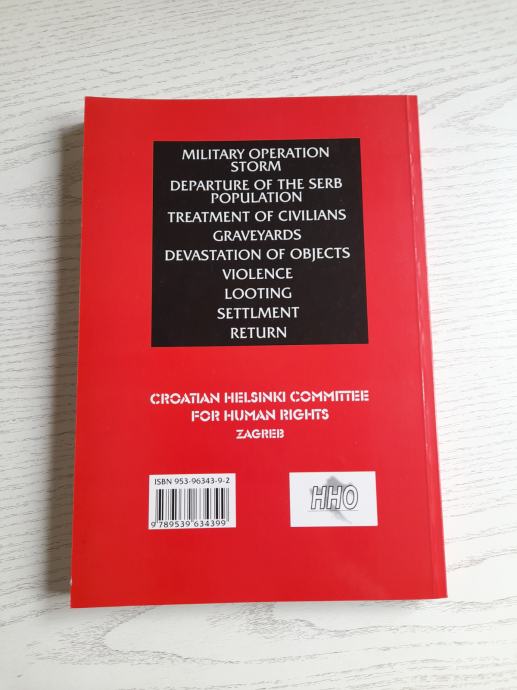 MILITARY OPERATION
STORM
DEPARTURE OF THE SERB
POPULATION
TREATMENT OF CIVILIANS
GRAVEYARDS
DEVASTATION OF OBJECTS
VIOLENCE
LOOTING
SETTLMENT
RETURN
CROATIAN HELSINKI COMMITTEE
FOR HUMAN RIGHTS
ZAGREB
ISBN 953-96343-9-2
9 789539 634399
HHO